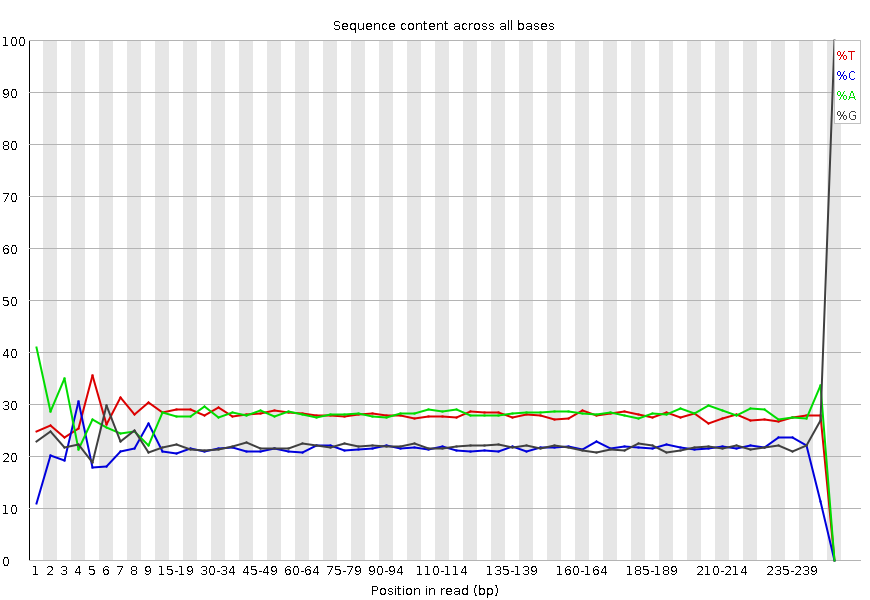 Sequence content across all bases
100
90
80
70
60
50
40
30
20
10
0
%T
%C
%A
%G
1 2 3 4 5 6 7 8 9 15-19 30-34 45-49 60-64 75-79 90-94 110-114 135-139 160-164 185-189 210-214 235-239
Position in read (bp)